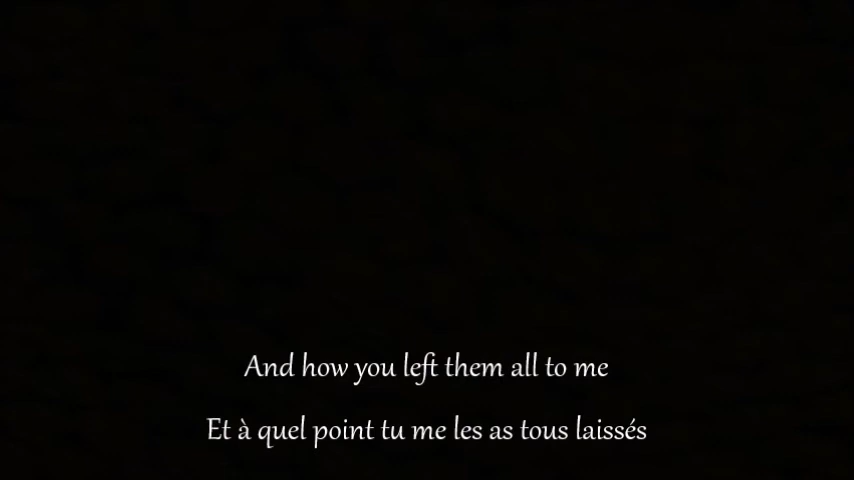 And how you left them all to me
Et à quel point tu me les as tous laissés